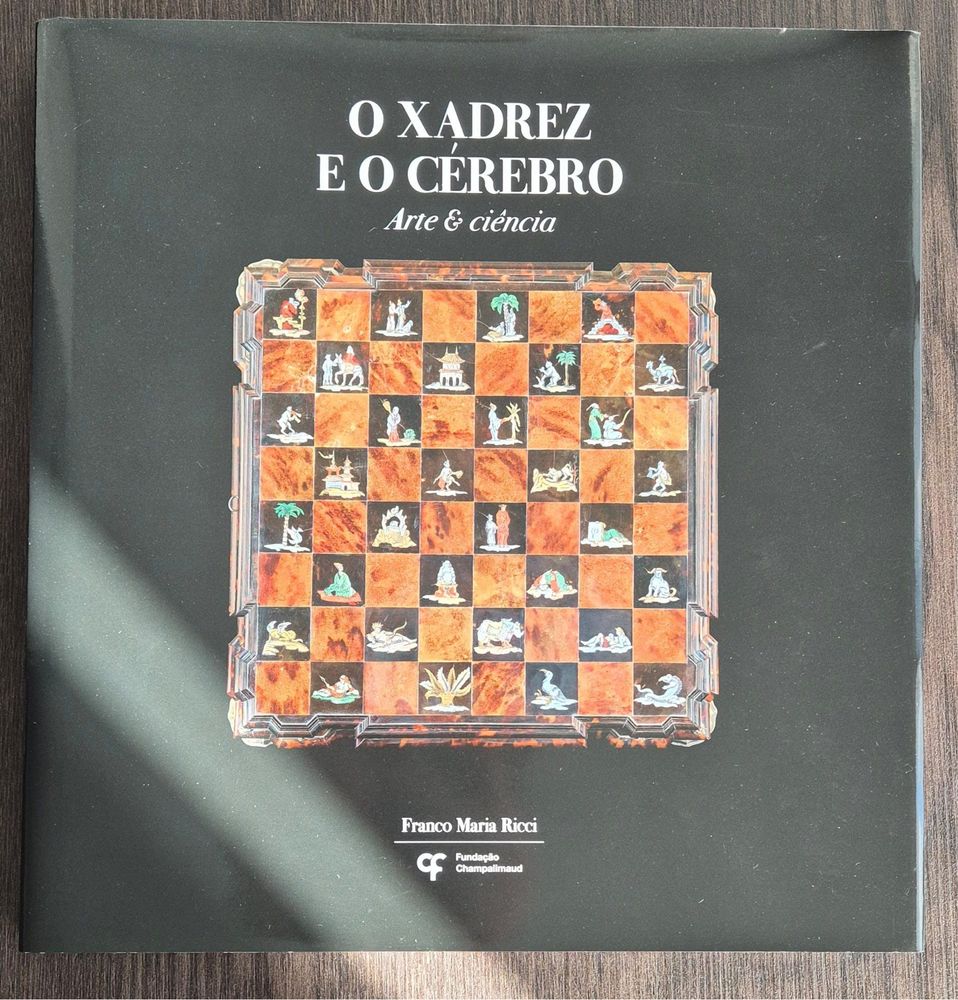 O XADREZ
E O CÉREBRO
Arte & ciência
Franco Maria Ricci
Fundação
Champalimaud